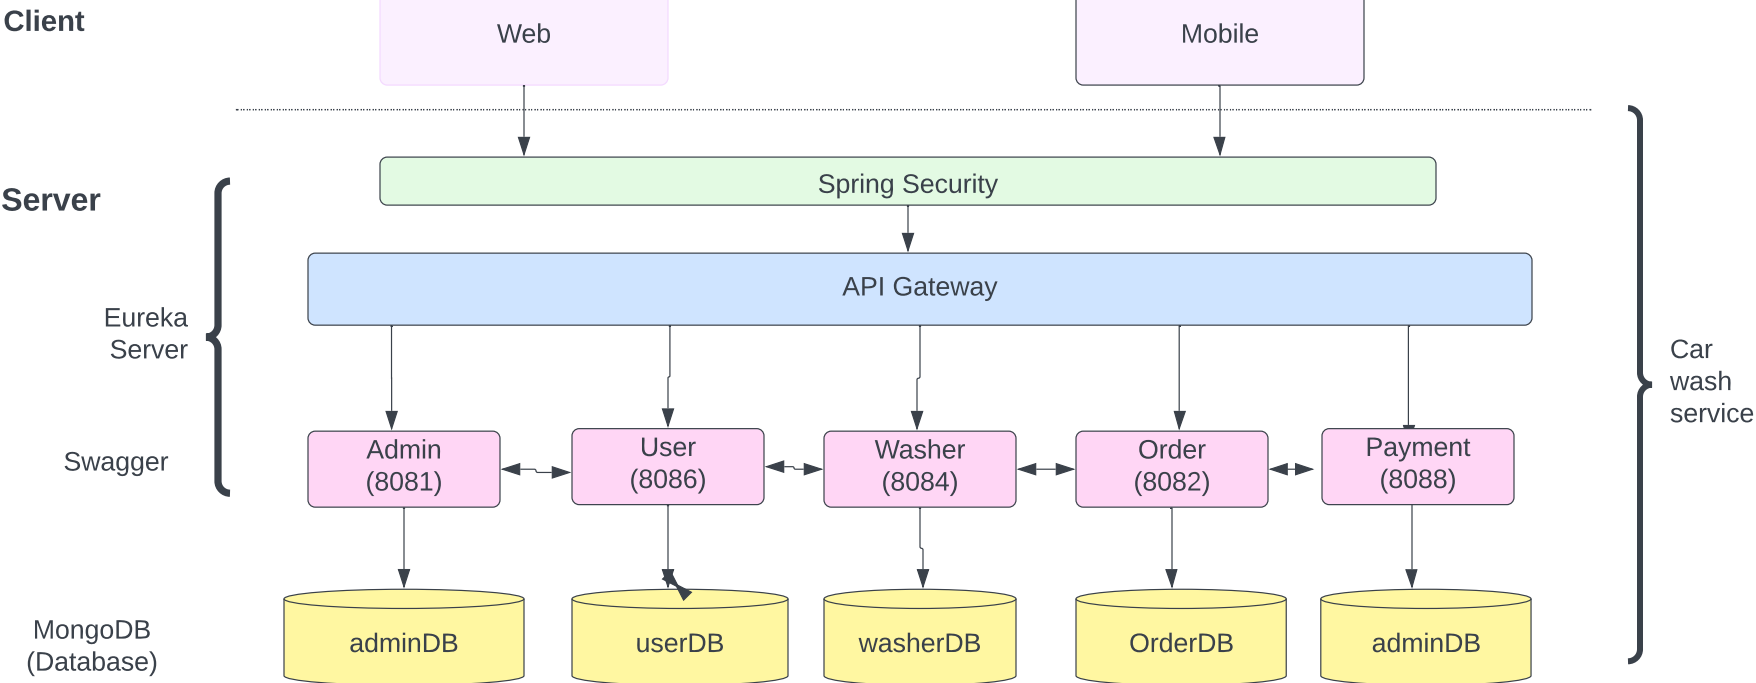 Client
Web
Mobile
Spring Security
Server
API Gateway
Eureka
Server
Car
wash
service
Swagger
Admin
(8081)
User
(8086)
Washer
(8084)
Order
(8082)
Payment
(8088)
MongoDB
(Database)
adminDB
userDB
washerDB
OrderDB
adminDB